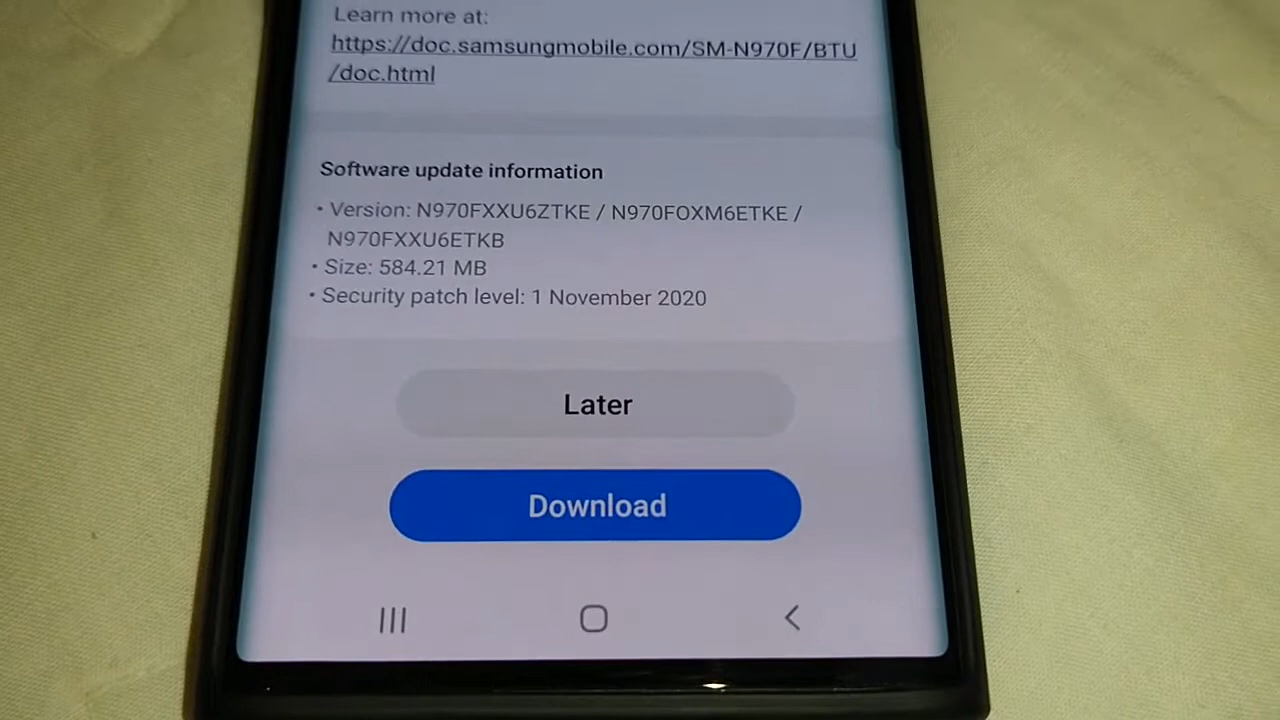 Learn more at:
https://doc.samsungmobile.com/SM-N970F/BTU
/doc.html
Software update information
• Version: N970FXXU6ZTKE / N970FOXM6ETKE /
N970FXXU6ETKB
• Size: 584.21 MB
• Security patch level: 1 November 2020
Later
Download